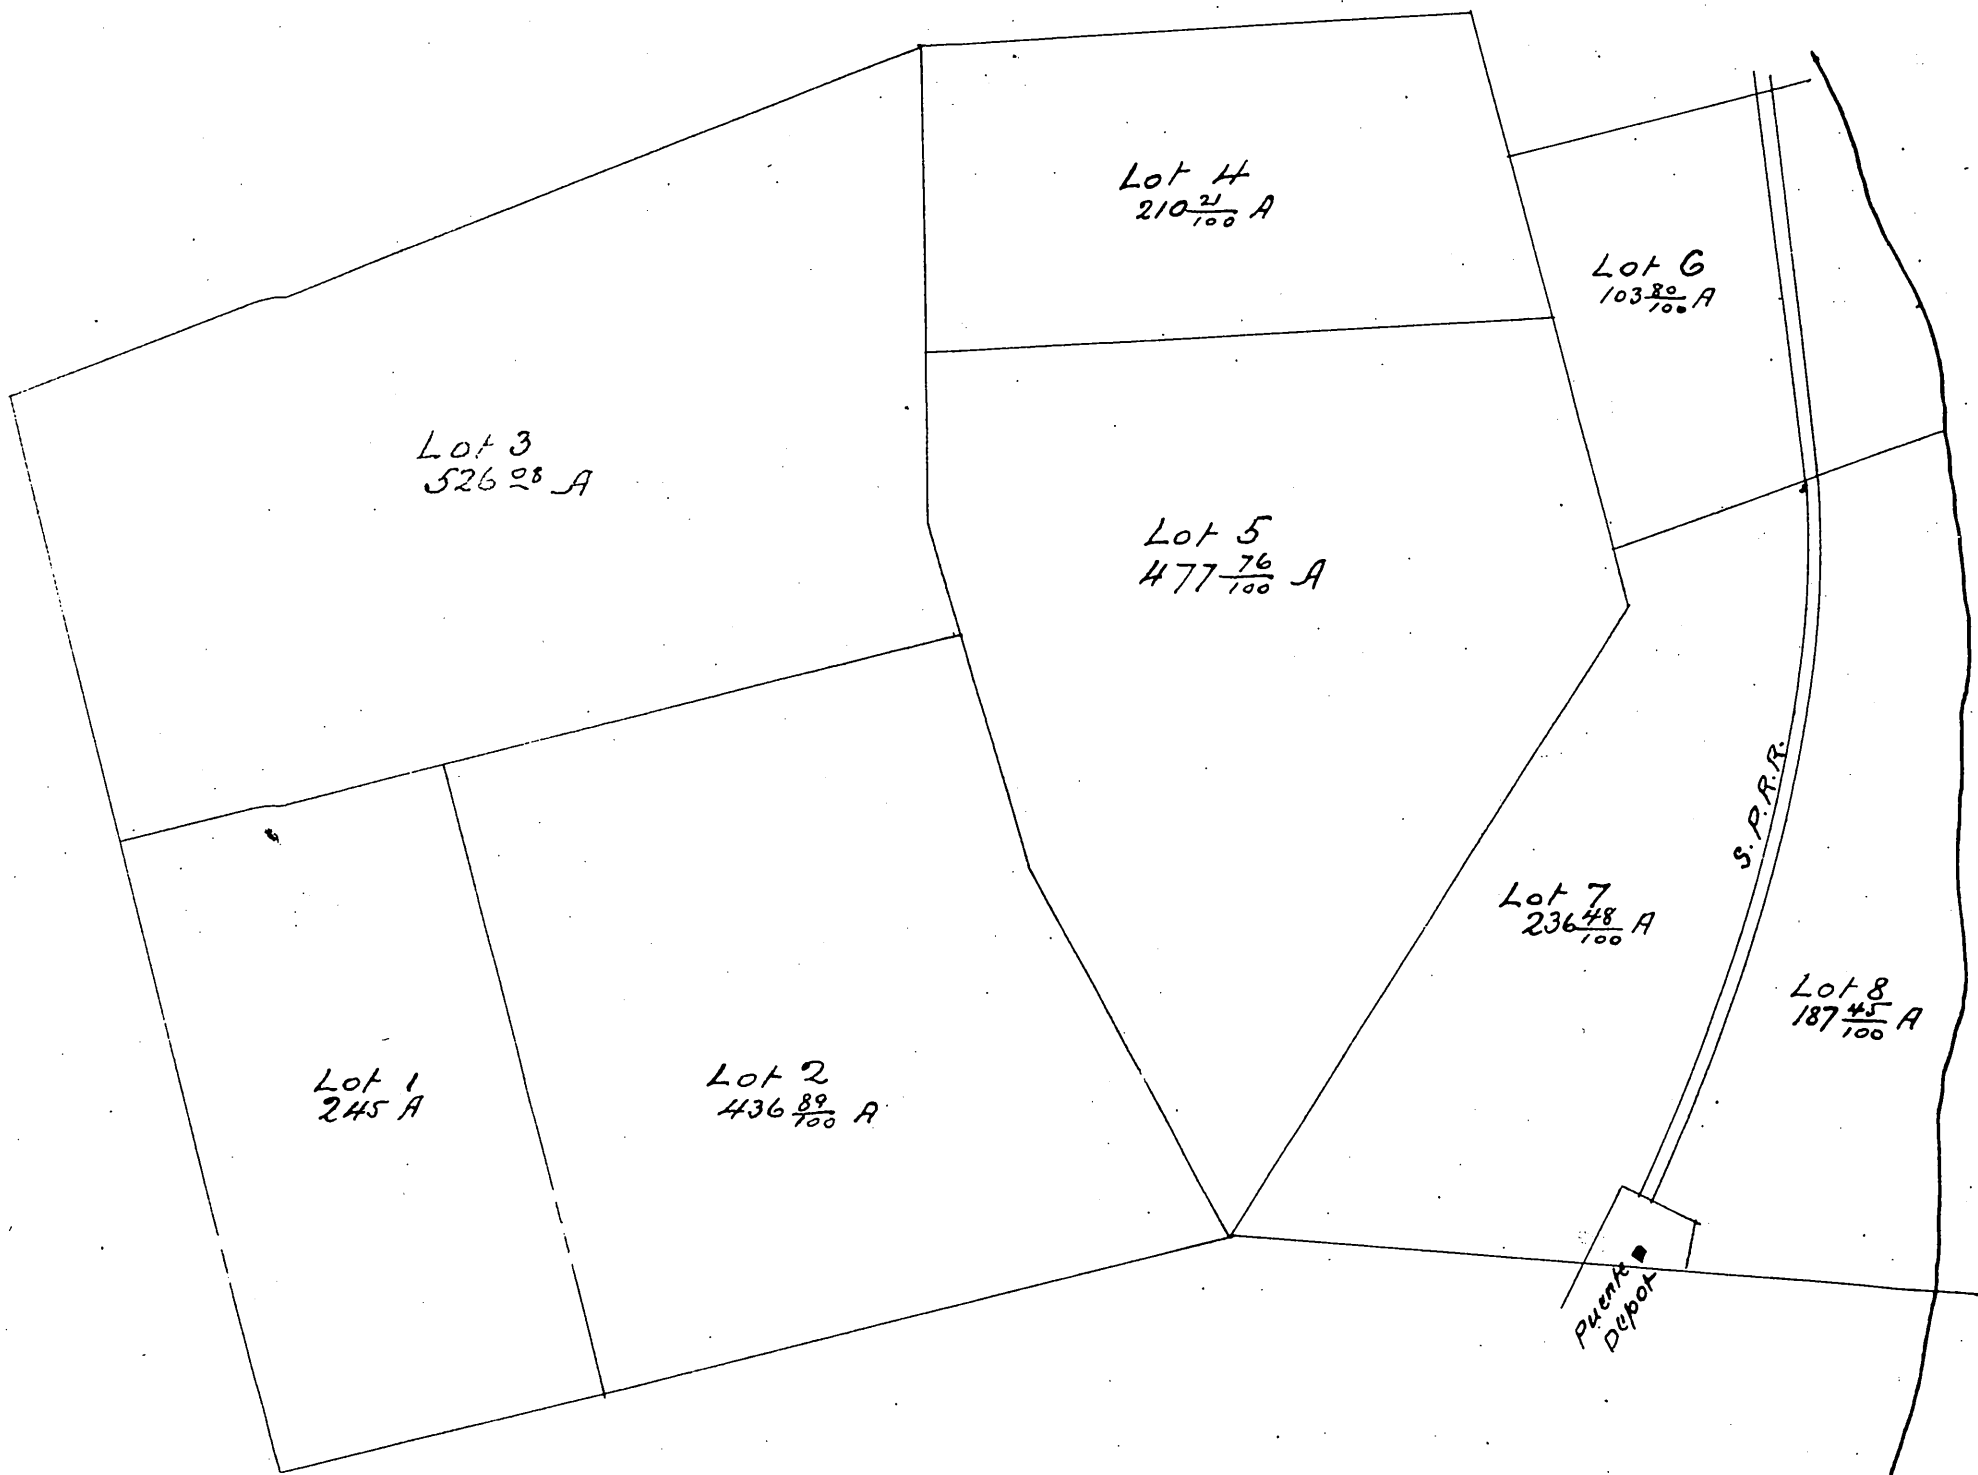 Lot 4
210 21/100 A
Lot 6
103 80/100 A
Lot 3
526 08 A
Lot 5
477 76/100 A
S. P. R. R.
Lot 7
236 48/100 A
Lot 8
187 45/100 A
Lot 1
245 A
Lot 2
436 89/100 A
Puente
Depot